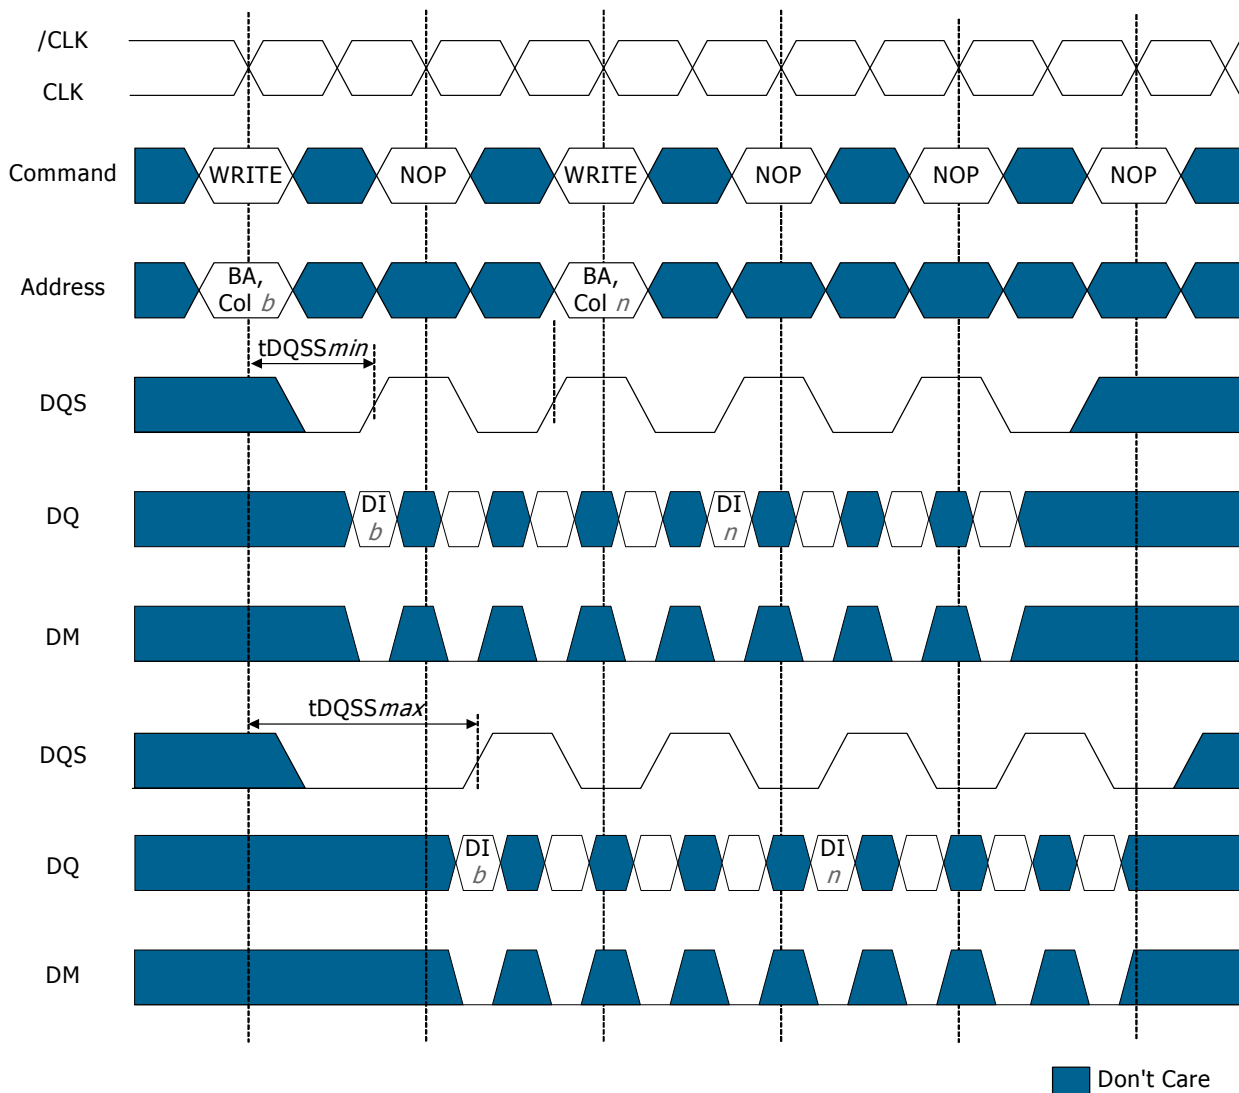 /CLK
CLK
Command
WRITE
NOP
WRITE
NOP
NOP
NOP
Address
BA,
Col b
BA,
Col n
tDQSSmin
DQS
DQ
DI
b
DI
n
DM
tDQSSmax
DQS
DQ
DI
b
DI
n
DM
Don't Care